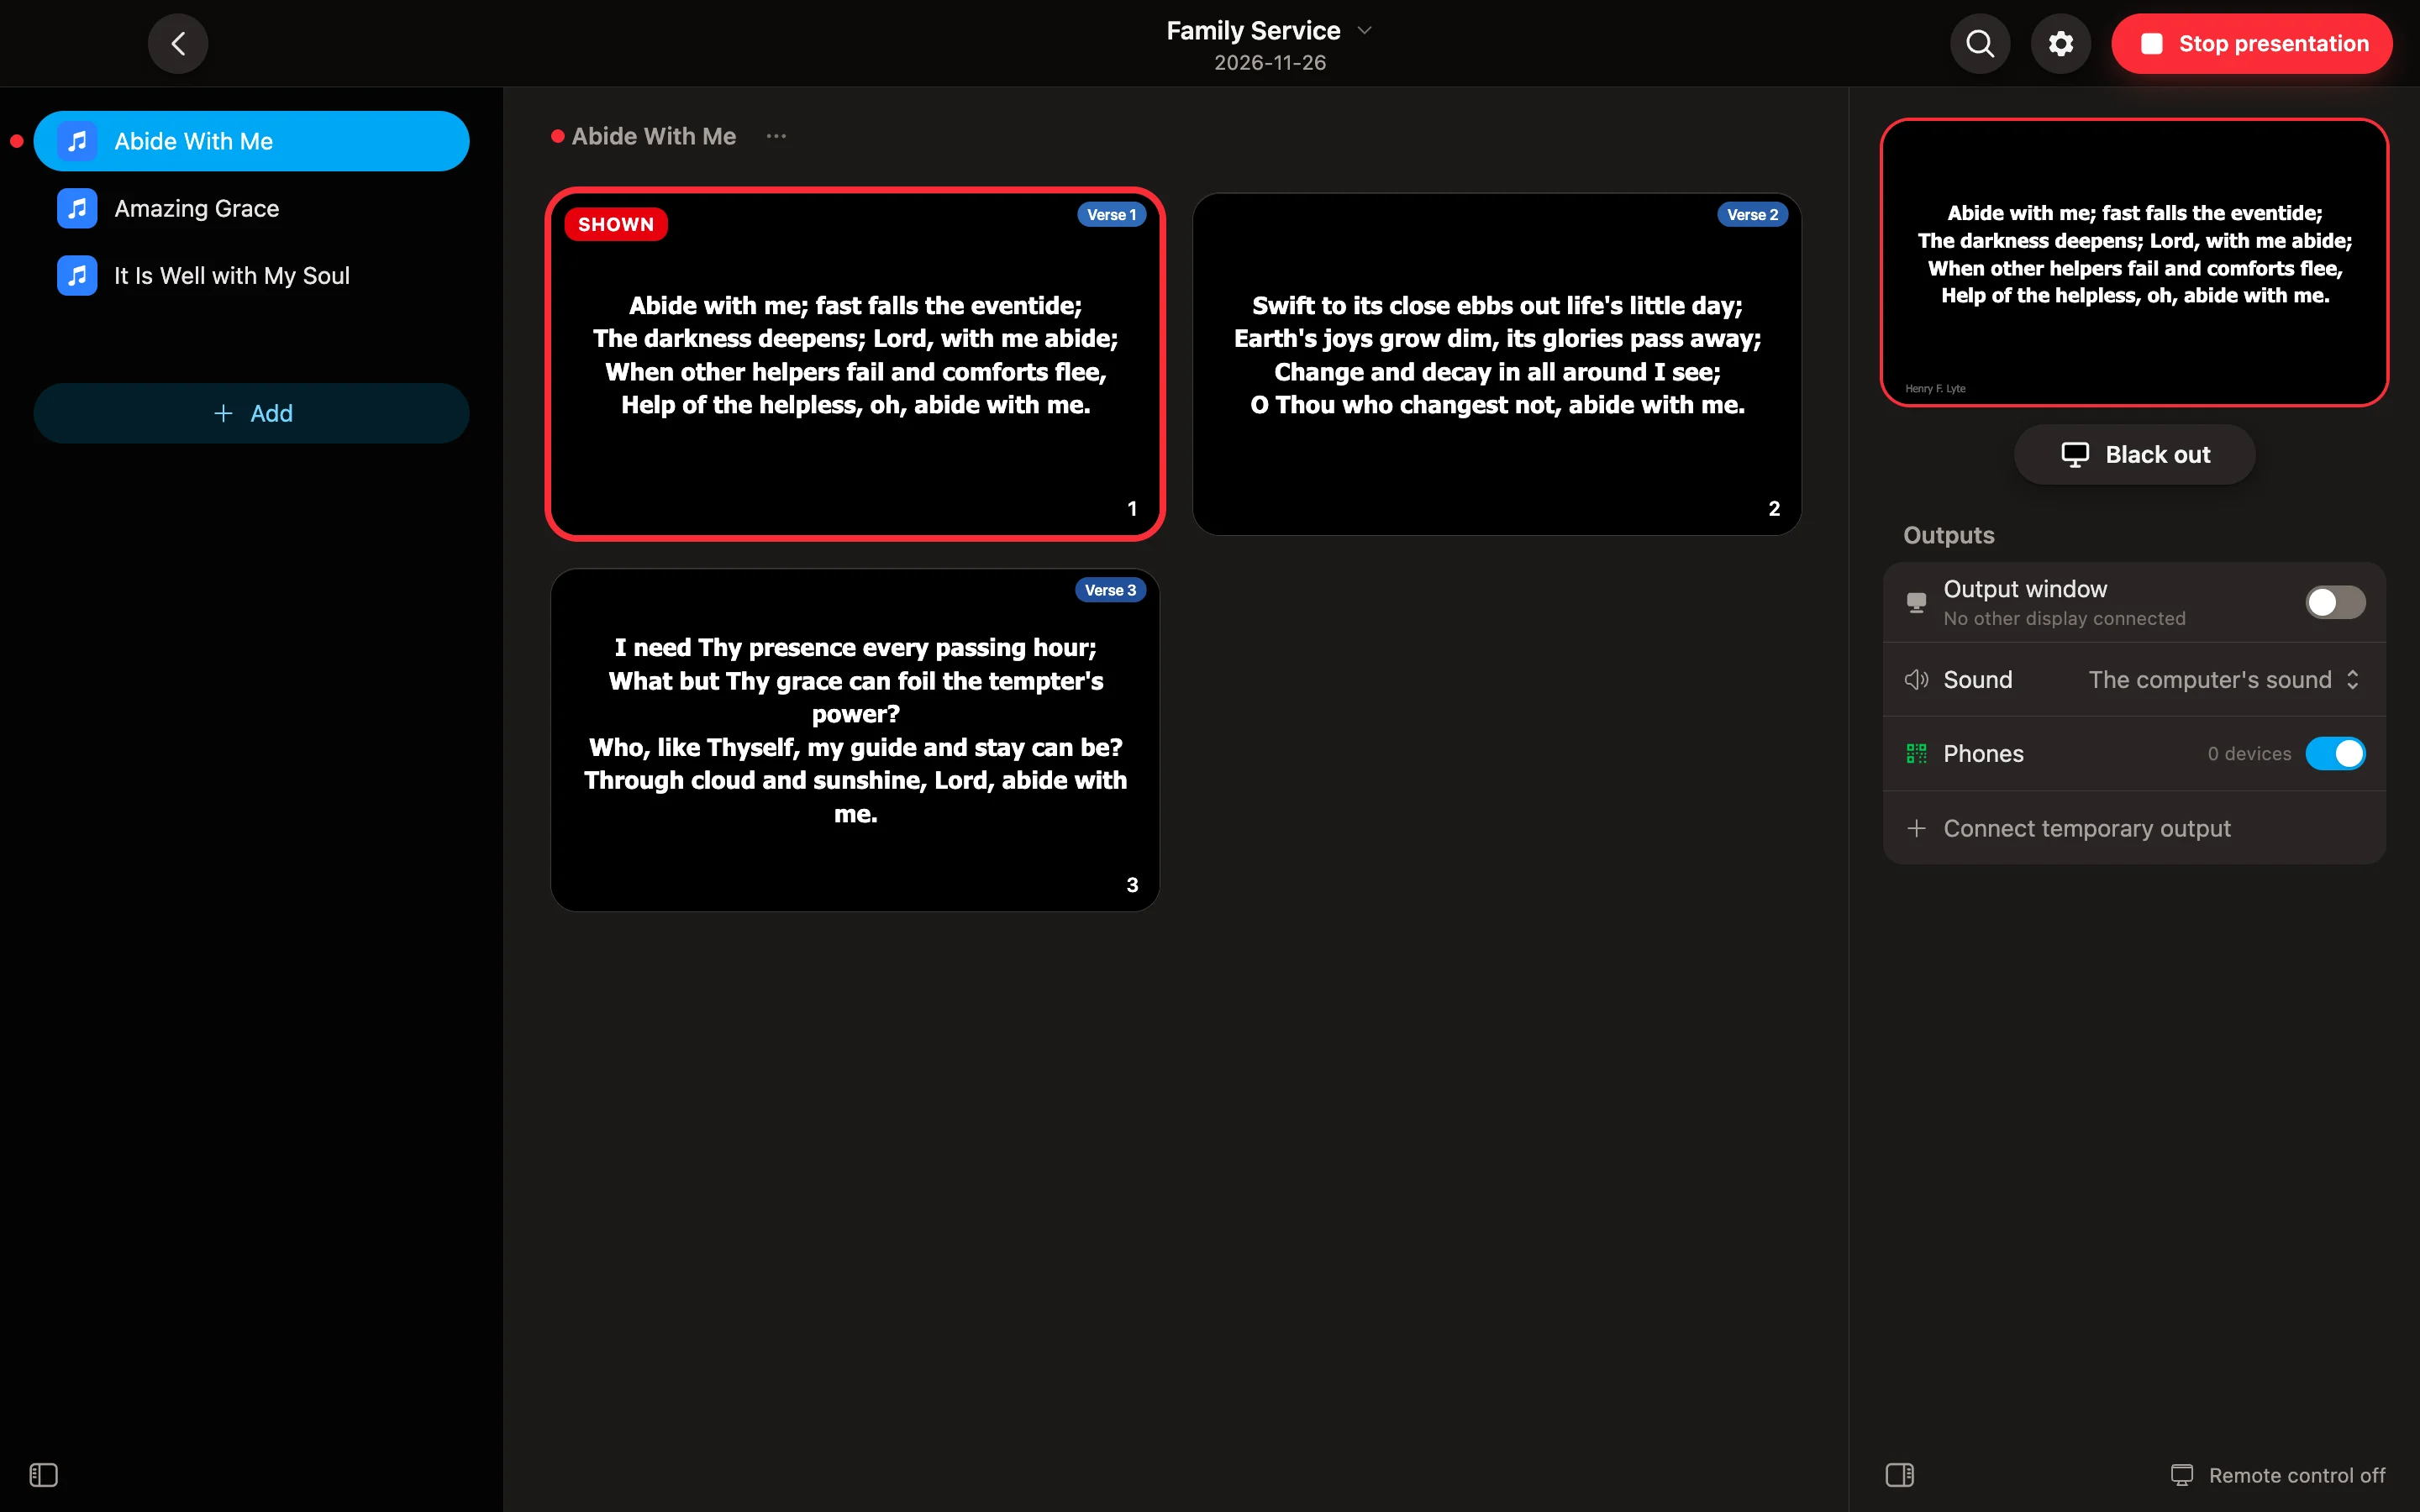 Family Service
2026-11-26
Stop presentation
Abide With Me
Amazing Grace
It Is Well with My Soul
Add
Abide With Me
SHOWN
Verse 1
Abide with me; fast falls the eventide;
The darkness deepens; Lord, with me abide;
When other helpers fail and comforts flee,
Help of the helpless, oh, abide with me.
1
Verse 2
Swift to its close ebbs out life's little day;
Earth's joys grow dim, its glories pass away;
Change and decay in all around I see;
O Thou who changest not, abide with me.
2
Verse 3
I need Thy presence every passing hour;
What but Thy grace can foil the tempter's
power?
Who, like Thyself, my guide and stay can be?
Through cloud and sunshine, Lord, abide with
me.
3
Abide with me; fast falls the eventide;
The darkness deepens; Lord, with me abide;
When other helpers fail and comforts flee,
Help of the helpless, oh, abide with me.
Henry F. Lyte
Black out
Outputs
Output window
No other display connected
Sound The computer's sound
Phones 0 devices
Connect temporary output
Remote control off